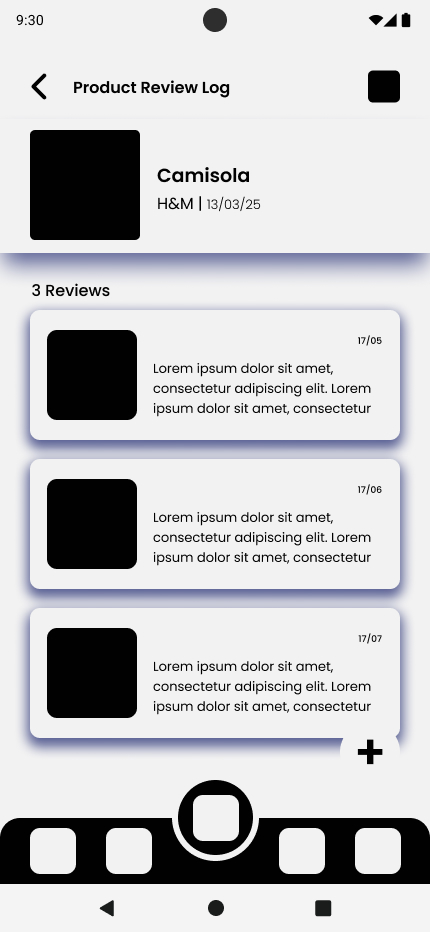 9:30
Product Review Log
Camisola
H&M | 13/03/25
3 Reviews
17/05
Lorem ipsum dolor sit amet,
consectetur adipiscing elit. Lorem
ipsum dolor sit amet, consectetur
17/06
Lorem ipsum dolor sit amet,
consectetur adipiscing elit. Lorem
ipsum dolor sit amet, consectetur
17/07
Lorem ipsum dolor sit amet,
consectetur adipiscing elit. Lorem
ipsum dolor sit amet, consectetur